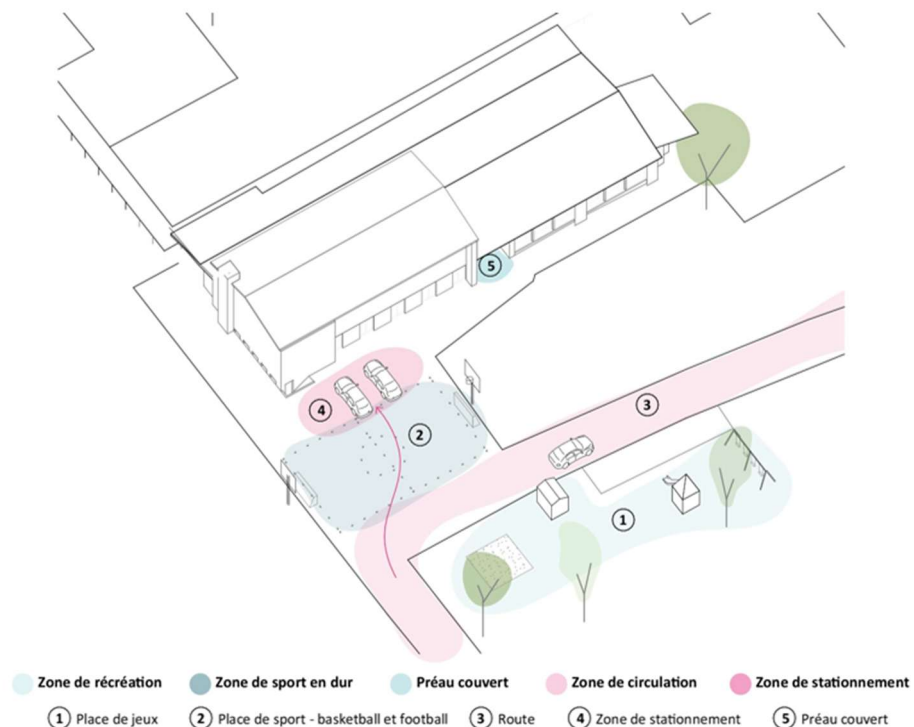 5
3
4
2
1
Zone de récréation Zone de sport en dur Préau couvert Zone de circulation Zone de stationnement
1 Place de jeux 2 Place de sport - basketball et football 3 Route 4 Zone de stationnement 5 Préau couvert